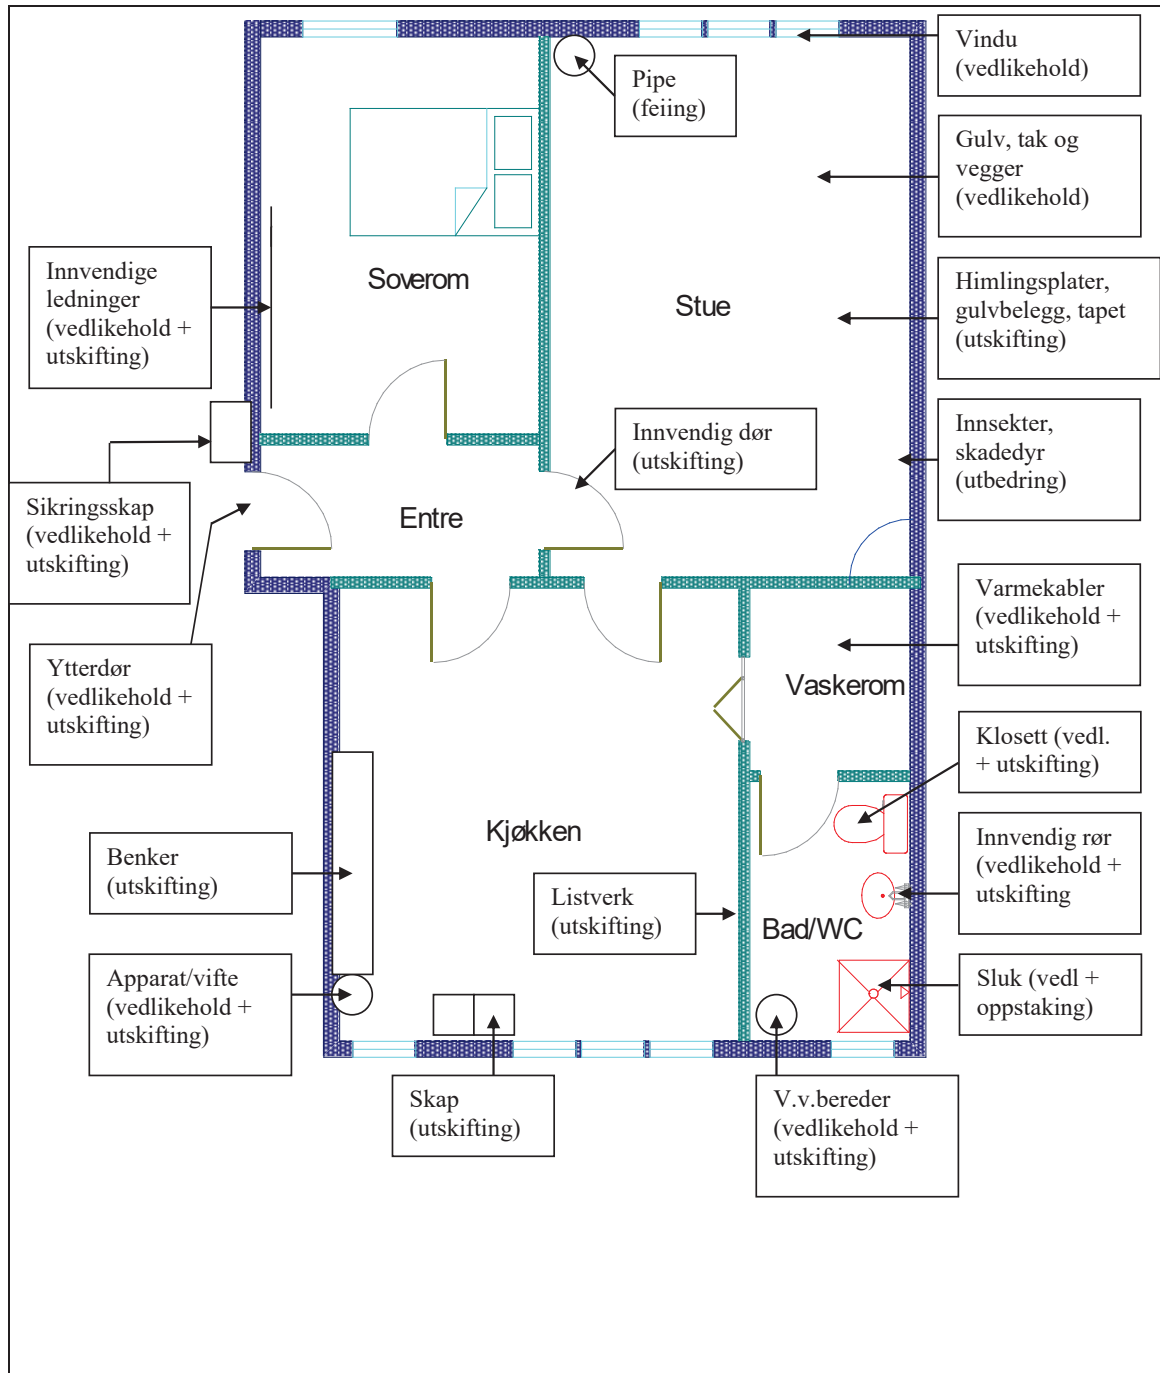 Vindu
(vedlikehold)
Pipe
(feiing)
Gulv, tak og
vegger
(vedlikehold)
Innvendige
ledninger
(vedlikehold +
utskifting)
Soverom
Stue
Himlingsplater,
gulvbelegg, tapet
(utskifting)
Innvendig dør
(utskifting)
Innsekter,
skadedyr
(utbedring)
Sikringsskap
(vedlikehold +
utskifting)
Entre
Varmekabler
(vedlikehold +
utskifting)
Ytterdør
(vedlikehold +
utskifting)
Vaskerom
Klosett (vedl.
+ utskifting)
Kjøkken
Benker
(utskifting)
Listverk
(utskifting)
Innvendig rør
(vedlikehold +
utskifting
Bad/WC
Apparat/vifte
(vedlikehold +
utskifting)
Sluk (vedl +
oppstaking)
Skap
(utskifting)
V.v.bereder
(vedlikehold +
utskifting)